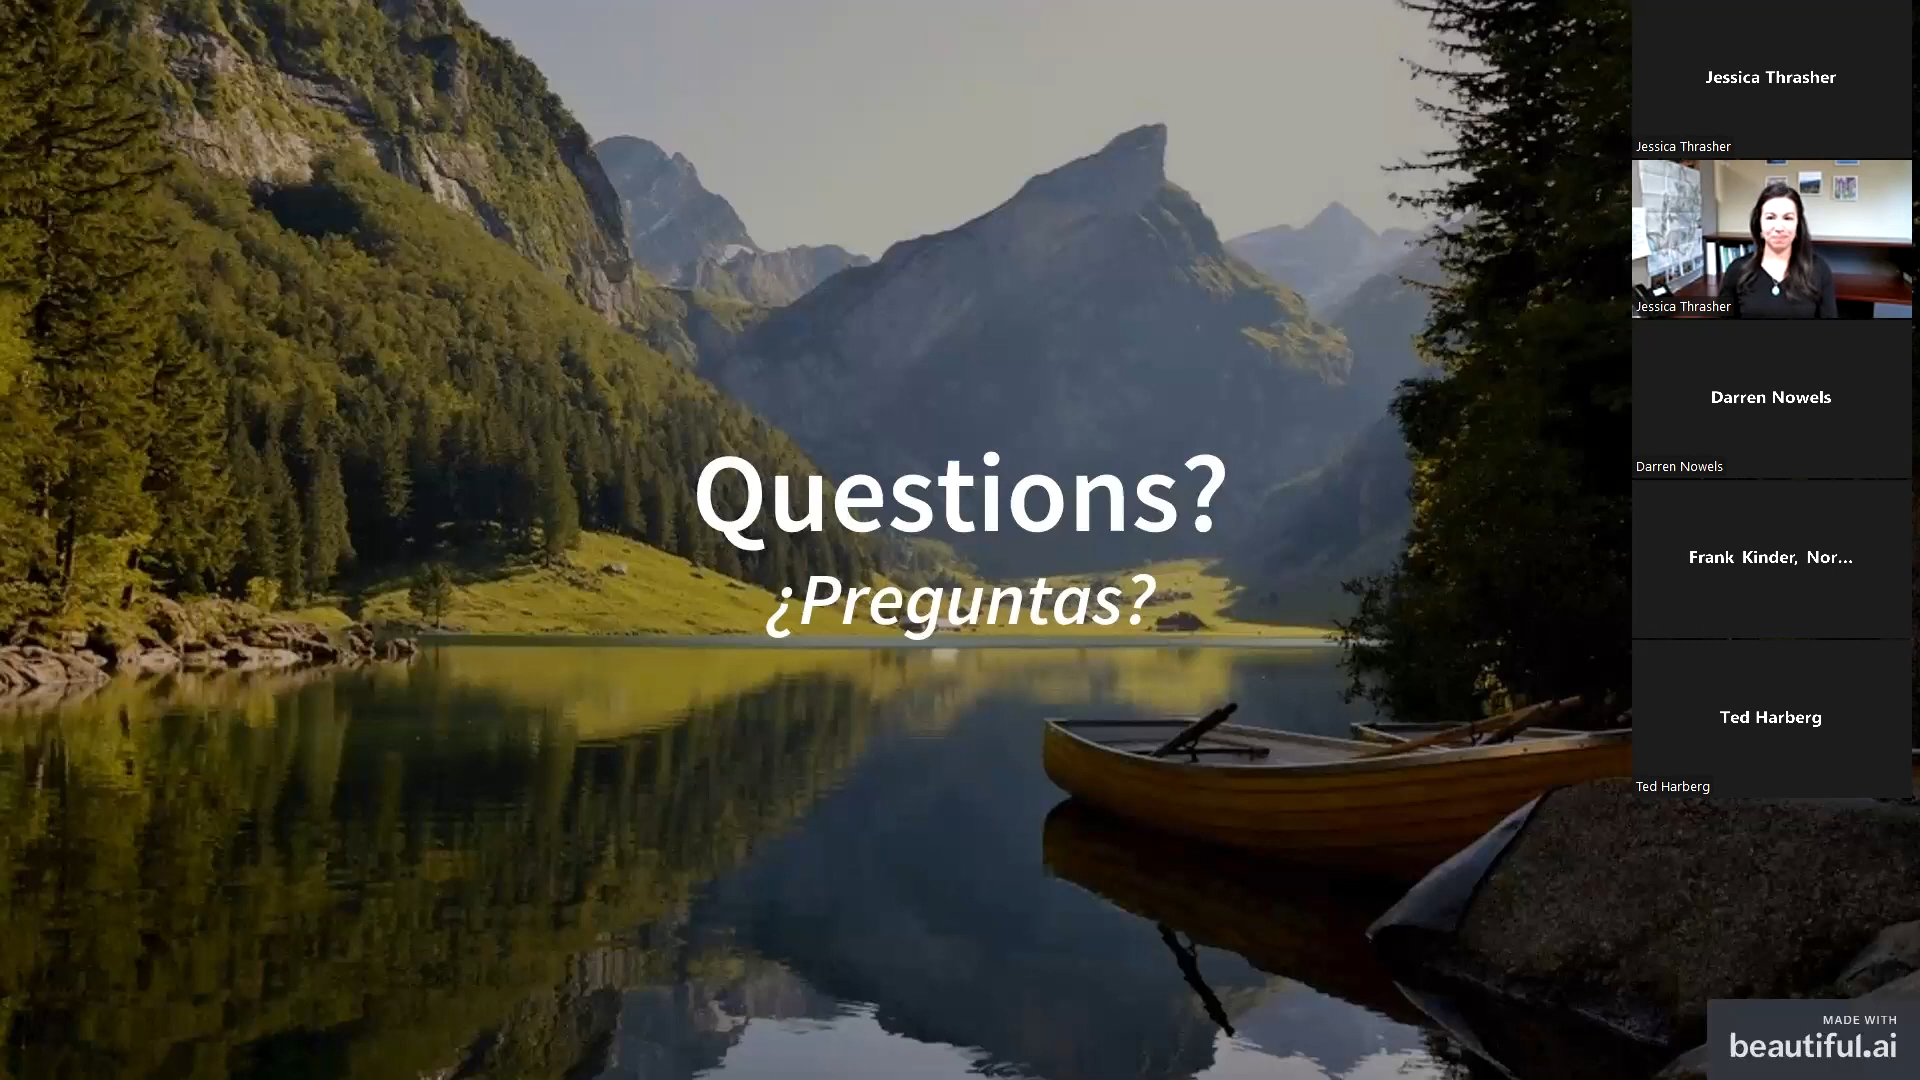 Questions?
¿Preguntas?
Jessica Thrasher
Jessica Thrasher
Jessica Thrasher
Darren Nowels
Darren Nowels
Frank Kinder, Nor...
Ted Harberg
Ted Harberg
MADE WITH
beautiful.ai